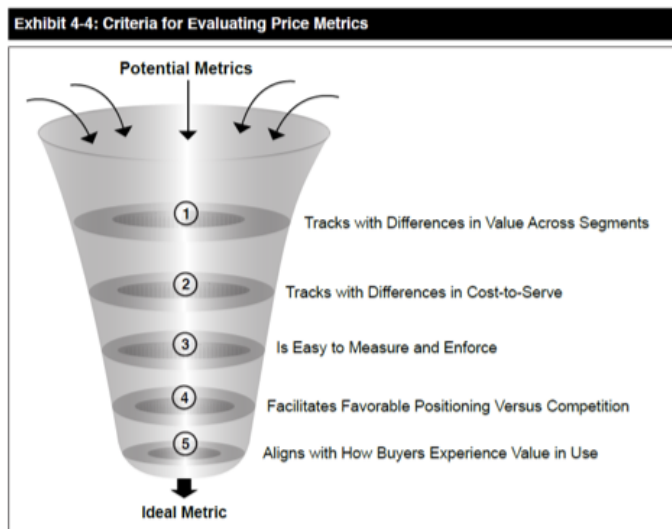 Exhibit 4-4: Criteria for Evaluating Price Metrics
Potential Metrics
1
Tracks with Differences in Value Across Segments
2
Tracks with Differences in Cost-to-Serve
3
Is Easy to Measure and Enforce
4
Facilitates Favorable Positioning Versus Competition
5
Aligns with How Buyers Experience Value in Use
Ideal Metric